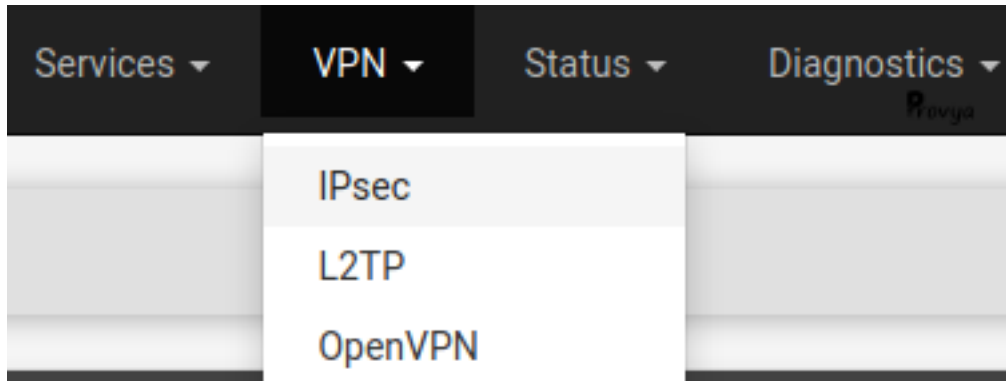 Services VPN Status Diagnostics
Provya
IPsec
L2TP
OpenVPN